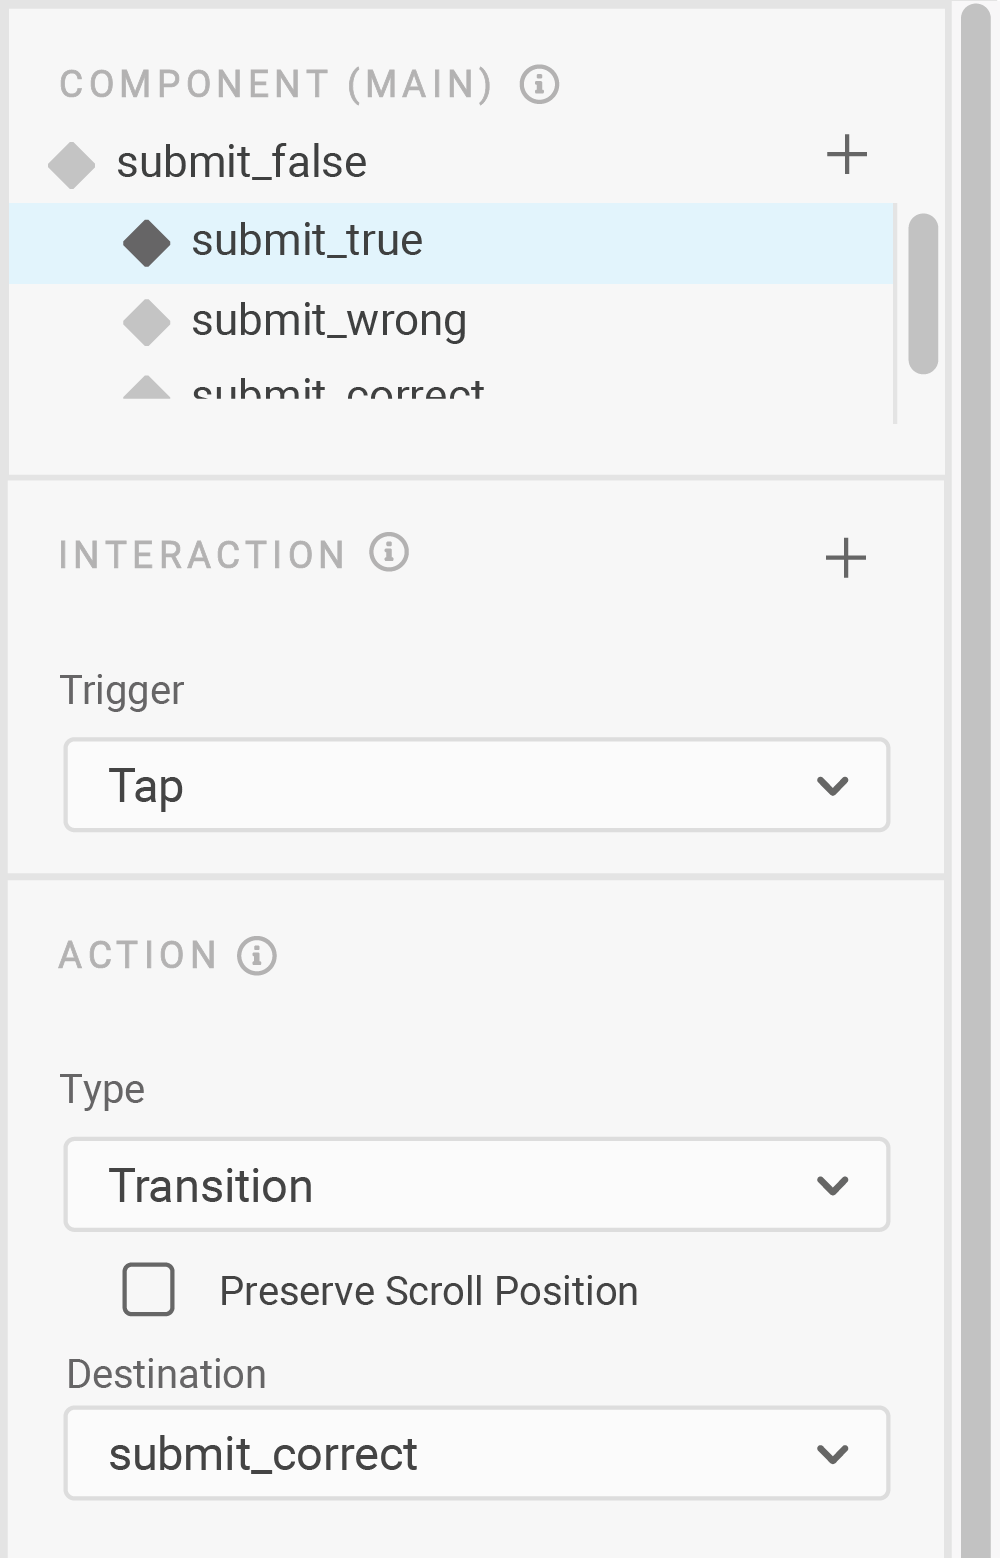 COMPONENT (MAIN)
submit_false
submit_true
submit_wrong
submit_correct
INTERACTION
Trigger
Tap
ACTION
Type
Transition
Preserve Scroll Position
Destination
submit_correct